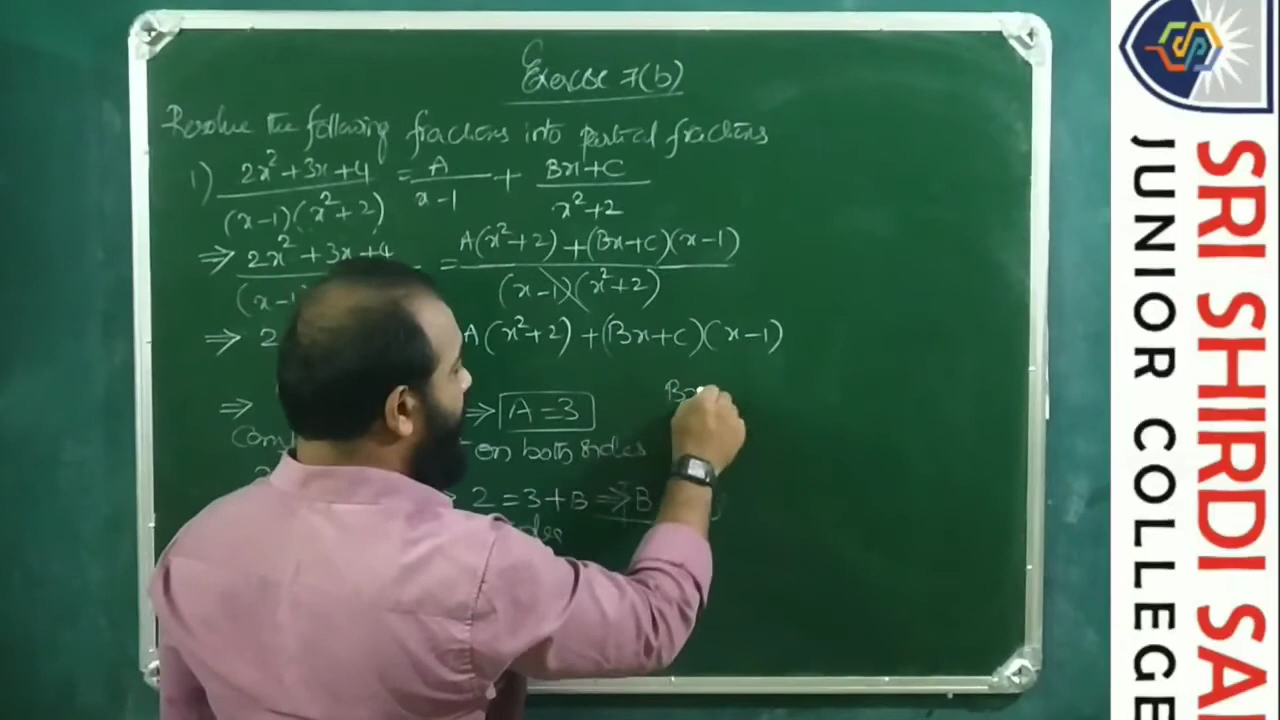 Exercise 7(b)
Resolve the following fractions into partial fractions
1) 2x²+3x+4 / (x-1)(x²+2) = A / x-1 + Bx+C / x²+2
⇒ 2x²+3x+4 / (x-1 = A(x²+2)+(Bx+C)(x-1) / (x-1)(x²+2)
⇒ 2 A(x²+2)+(Bx+C)(x-1)
Bx
⇒ ⇒ A=3
on both sides
2=3+B ⇒ B
SRI SHIRDI SAI
JUNIOR COLLEGE